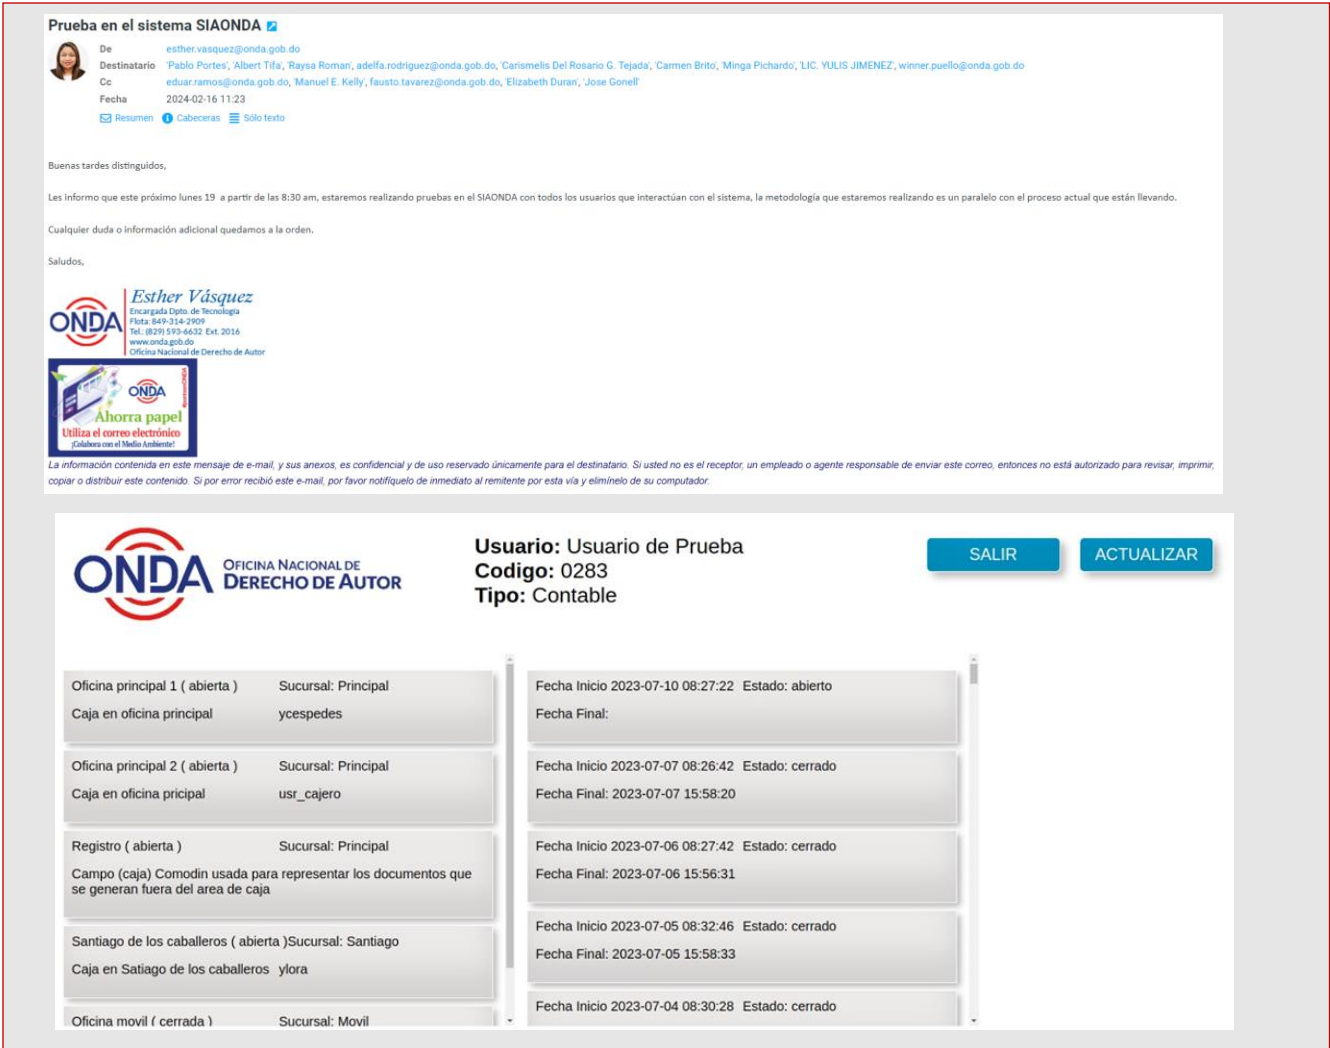 Prueba en el sistema SIAONDA
De esther.vasquez@onda.gob.do
Destinatario 'Pablo Portes', 'Albert Tifa', 'Raysa Roman', adelfa.rodriguez@onda.gob.do, 'Carismelis Del Rosario G. Tejada', 'Carmen Brito', 'Minga Pichardo', 'LIC. YULIS JIMENEZ', winner.puello@onda.gob.do
Cc eduar.ramos@onda.gob.do, 'Manuel E. Kelly', fausto.tavarez@onda.gob.do, 'Elizabeth Duran', 'Jose Gonell'
Fecha 2024-02-16 11:23
Resumen Cabeceras Sólo texto
Buenas tardes distinguidos,
Les informo que este próximo lunes 19 a partir de las 8:30 am, estaremos realizando pruebas en el SIAONDA con todos los usuarios que interactúan con el sistema, la metodología que estaremos realizando es un paralelo con el proceso actual que están llevando.
Cualquier duda o información adicional quedamos a la orden.
Saludos,
ONDA
Esther Vásquez
Encargada Dpto. de Tecnología
Flota: 849-314-2909
Tel.: (829) 593-6632 Ext. 2016
www.onda.gob.do
Oficina Nacional de Derecho de Autor
ONDA
Ahorra papel
Utiliza el correo electrónico
¡Colabora con el Medio Ambiente!
La información contenida en este mensaje de e-mail, y sus anexos, es confidencial y de uso reservado únicamente para el destinatario. Si usted no es el receptor, un empleado o agente responsable de enviar este correo, entonces no está autorizado para revisar, imprimir,
copiar o distribuir este contenido. Si por error recibió este e-mail, por favor notifíquelo de inmediato al remitente por esta vía y elimínelo de su computador.
ONDA
OFICINA NACIONAL DE
DERECHO DE AUTOR
Usuario: Usuario de Prueba
Codigo: 0283
Tipo: Contable
SALIR
ACTUALIZAR
Oficina principal 1 ( abierta ) Sucursal: Principal
Caja en oficina principal ycespedes
Oficina principal 2 ( abierta ) Sucursal: Principal
Caja en oficina pricipal usr_cajero
Registro ( abierta ) Sucursal: Principal
Campo (caja) Comodin usada para representar los documentos que
se generan fuera del area de caja
Santiago de los caballeros ( abierta )Sucursal: Santiago
Caja en Satiago de los caballeros ylora
Oficina movil ( cerrada ) Sucursal: Movil
Fecha Inicio 2023-07-10 08:27:22 Estado: abierto
Fecha Final:
Fecha Inicio 2023-07-07 08:26:42 Estado: cerrado
Fecha Final: 2023-07-07 15:58:20
Fecha Inicio 2023-07-06 08:27:42 Estado: cerrado
Fecha Final: 2023-07-06 15:56:31
Fecha Inicio 2023-07-05 08:32:46 Estado: cerrado
Fecha Final: 2023-07-05 15:58:33
Fecha Inicio 2023-07-04 08:30:28 Estado: cerrado